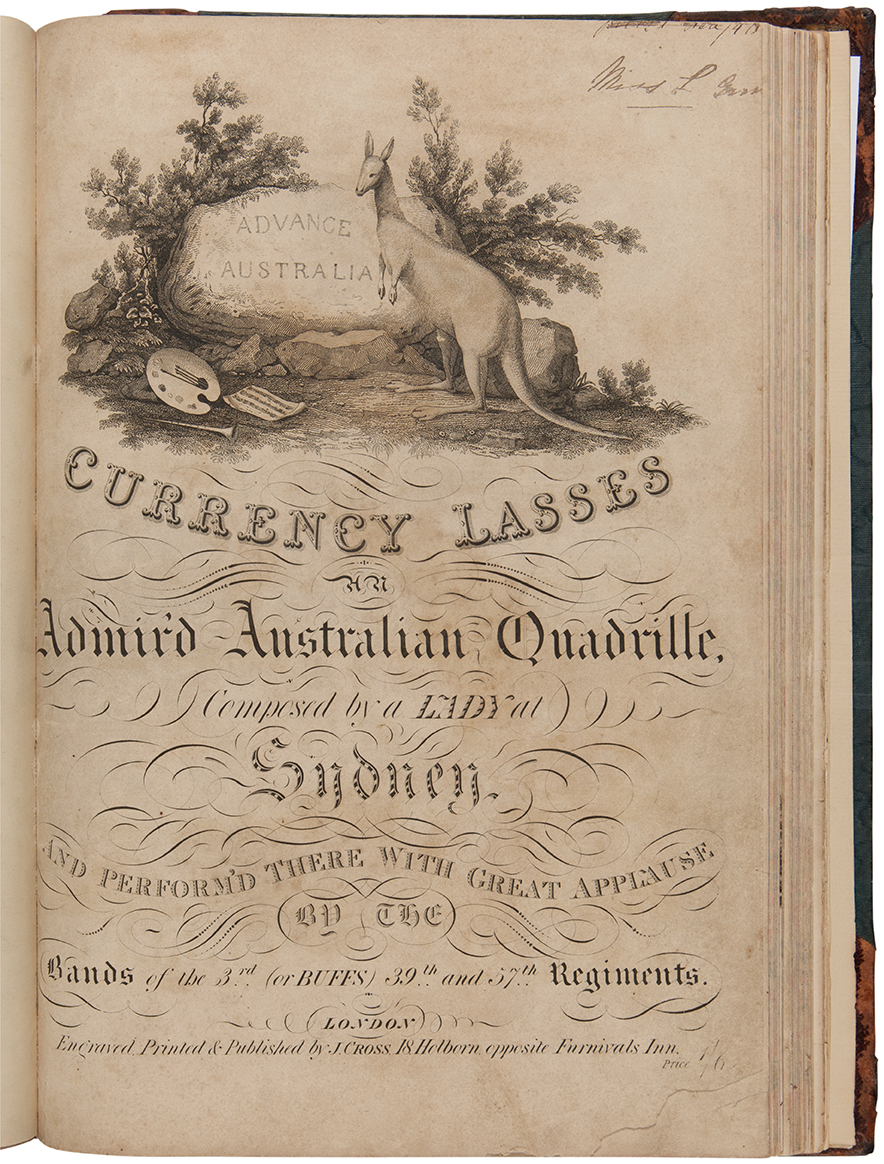 Miss
ADVANCE
AUSTRALIA
CURRENCY LASSES
AN
Admir'd Australian Quadrille,
Composed by a LADY at
Sydney,
AND PERFORM'D THERE WITH GREAT APPLAUSE
BY THE
Bands of the 3rd. (or BUFFS) 39th. and 57th. Regiments.
LONDON
Engraved, Printed & Published by J. CROSS, 18 Holborn, opposite Furnivals Inn.
Price